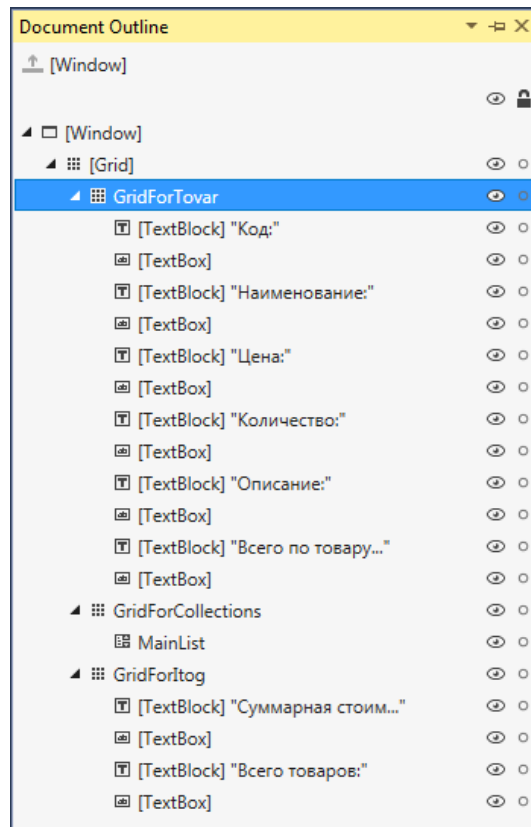 Document Outline
[Window]
[Window]
[Grid]
GridForTovar
[TextBlock] "Код:"
[TextBox]
[TextBlock] "Наименование:"
[TextBox]
[TextBlock] "Цена:"
[TextBox]
[TextBlock] "Количество:"
[TextBox]
[TextBlock] "Описание:"
[TextBox]
[TextBlock] "Всего по товару..."
[TextBox]
GridForCollections
MainList
GridForItog
[TextBlock] "Суммарная стоим..."
[TextBox]
[TextBlock] "Всего товаров:"
[TextBox]